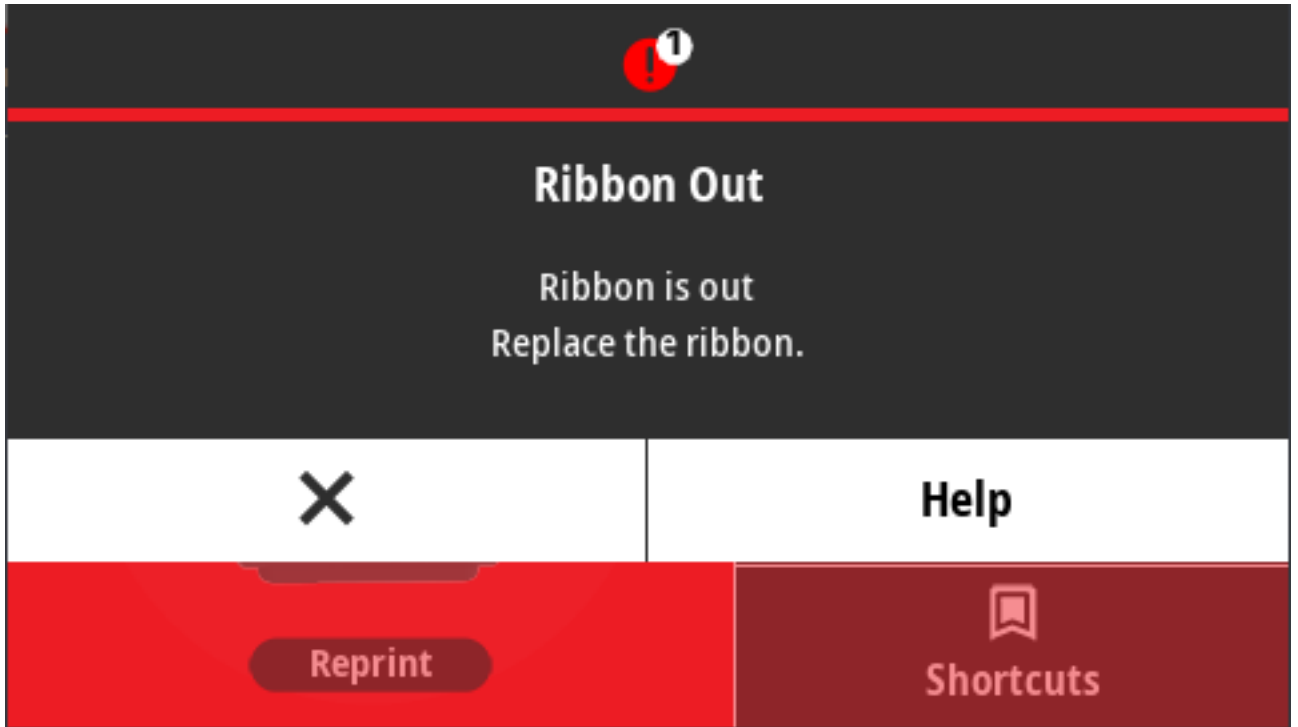 !
1
Ribbon Out
Ribbon is out
Replace the ribbon.
Help
Reprint
Shortcuts